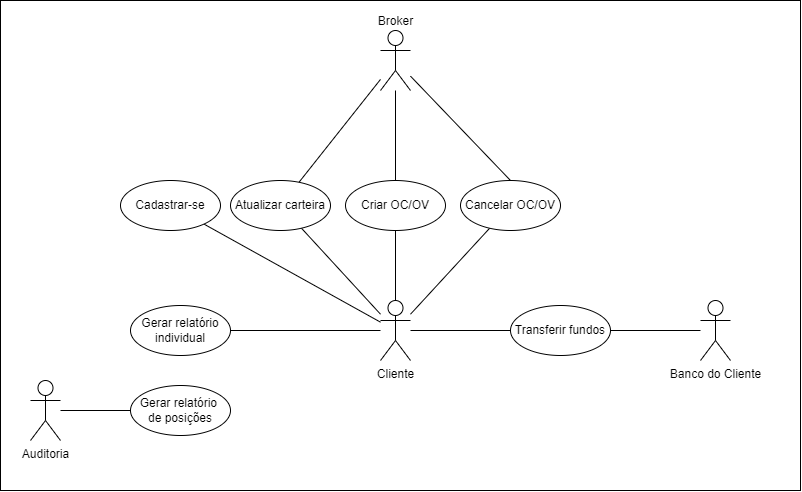 Broker
Cadastrar-se
Atualizar carteira
Criar OC/OV
Cancelar OC/OV
Gerar relatório
individual
Cliente
Transferir fundos
Banco do Cliente
Gerar relatório
de posições
Auditoria